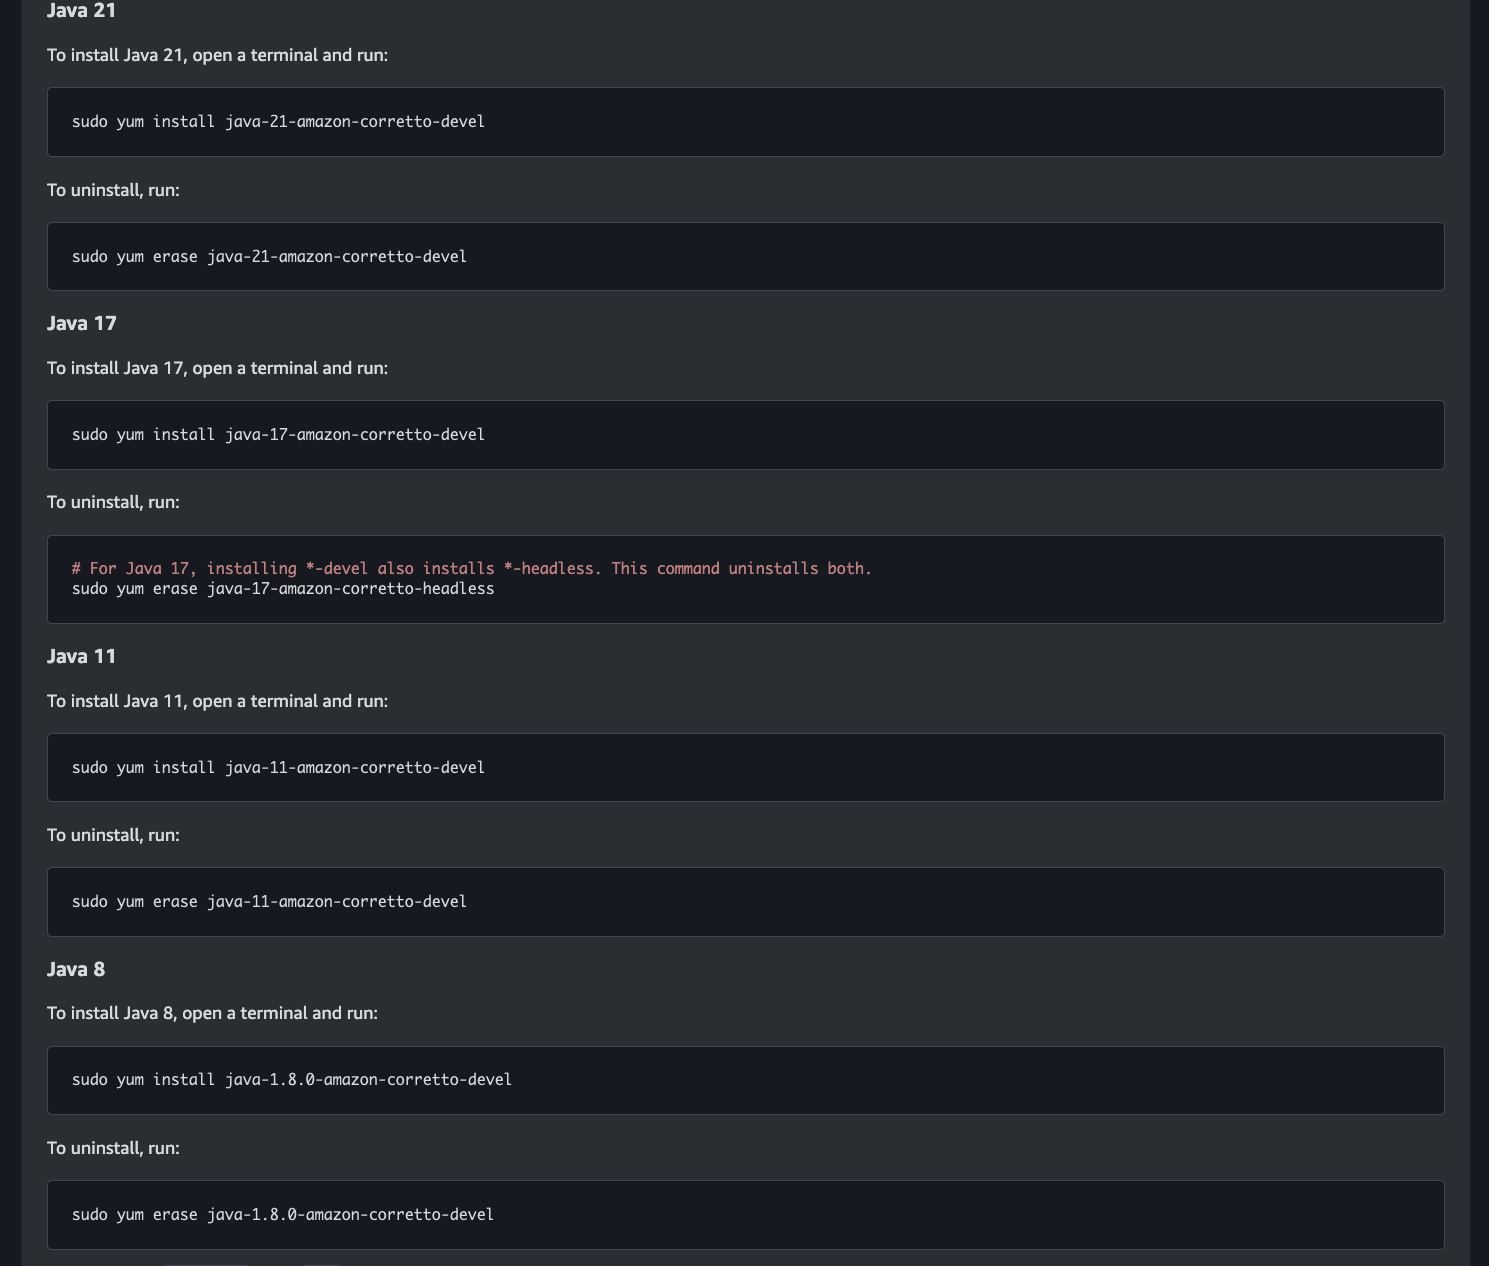 Java 21
To install Java 21, open a terminal and run:
sudo yum install java-21-amazon-corretto-devel
To uninstall, run:
sudo yum erase java-21-amazon-corretto-devel
Java 17
To install Java 17, open a terminal and run:
sudo yum install java-17-amazon-corretto-devel
To uninstall, run:
# For Java 17, installing *-devel also installs *-headless. This command uninstalls both.
sudo yum erase java-17-amazon-corretto-headless
Java 11
To install Java 11, open a terminal and run:
sudo yum install java-11-amazon-corretto-devel
To uninstall, run:
sudo yum erase java-11-amazon-corretto-devel
Java 8
To install Java 8, open a terminal and run:
sudo yum install java-1.8.0-amazon-corretto-devel
To uninstall, run:
sudo yum erase java-1.8.0-amazon-corretto-devel